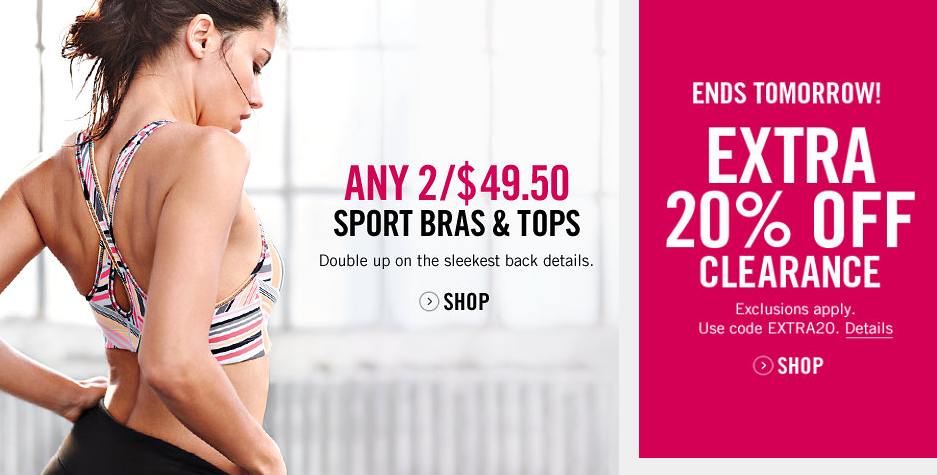 ANY 2/$49.50
SPORT BRAS & TOPS
Double up on the sleekest back details.
SHOP
ENDS TOMORROW!
EXTRA
20% OFF
CLEARANCE
Exclusions apply.
Use code EXTRA20. Details
SHOP